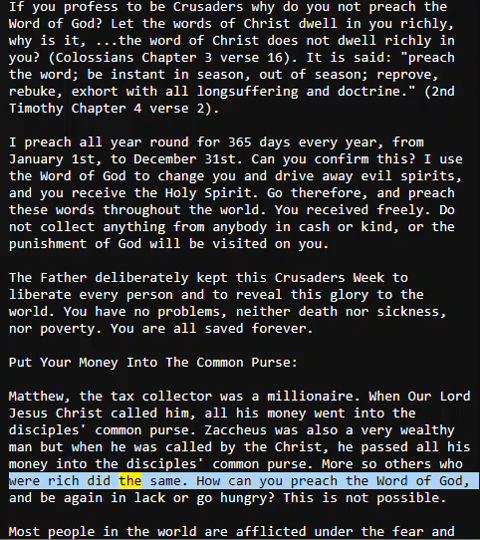 If you profess to be Crusaders why do you not preach the
Word of God? Let the words of Christ dwell in you richly,
why is it, ...the word of Christ does not dwell richly in
you? (Colossians Chapter 3 verse 16). It is said: "preach
the word; be instant in season, out of season; reprove,
rebuke, exhort with all longsuffering and doctrine." (2nd
Timothy Chapter 4 verse 2).
I preach all year round for 365 days every year, from
January 1st, to December 31st. Can you confirm this? I use
the Word of God to change you and drive away evil spirits,
and you receive the Holy Spirit. Go therefore, and preach
these words throughout the world. You received freely. Do
not collect anything from anybody in cash or kind, or the
punishment of God will be visited on you.
The Father deliberately kept this Crusaders Week to
liberate every person and to reveal this glory to the
world. You have no problems, neither death nor sickness,
nor poverty. You are all saved forever.
Put Your Money Into The Common Purse:
Matthew, the tax collector was a millionaire. When Our Lord
Jesus Christ called him, all his money went into the
disciples' common purse. Zaccheus was also a very wealthy
man but when he was called by the Christ, he passed all his
money into the disciples' common purse. More so others who
were rich did the same. How can you preach the Word of God,
and be again in lack or go hungry? This is not possible.
Most people in the world are afflicted under the fear and